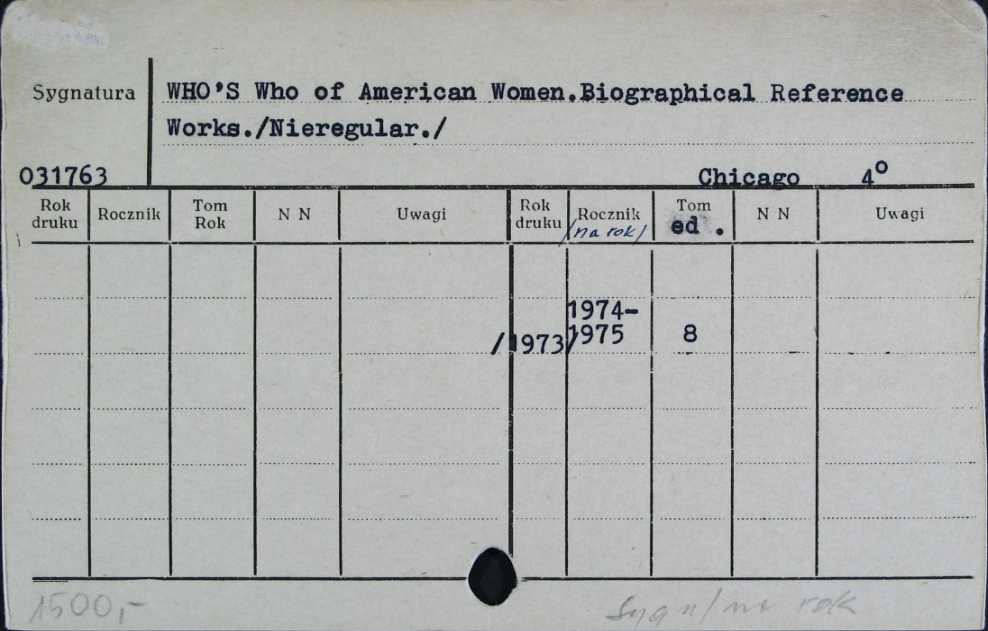 Sygnatura
WHO'S Who of American Women.Biographical Reference
Works./Nieregular./
031763
Chicago 4°
Rok druku Rocznik Tom Rok N N Uwagi Rok druku Rocznik /na rok/ Tom ed . N N Uwagi
1974-
/1973/ 1975 8
1500,-
Sygn/na rok